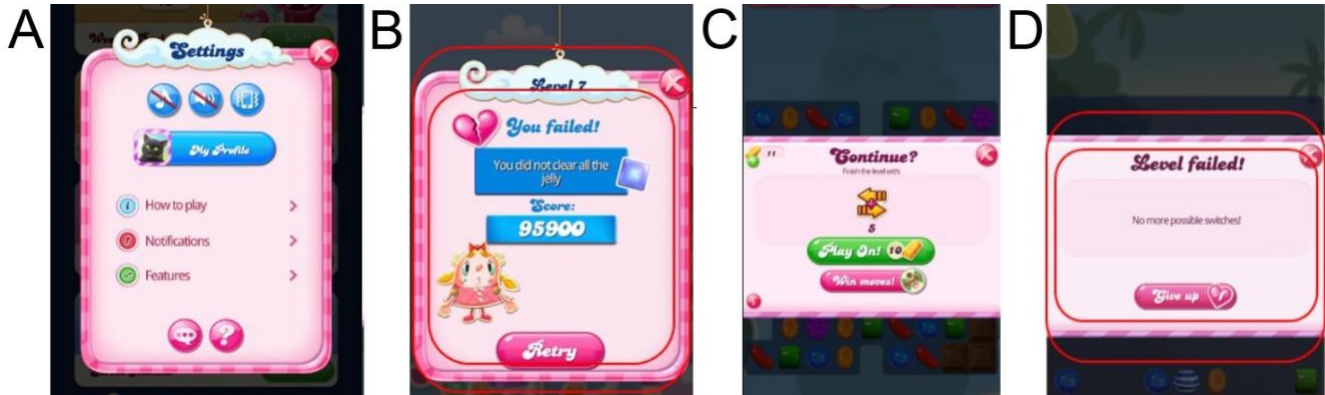 A
Settings
My Profile
How to play
Notifications
Features
?
B
Level 7
You failed!
You did not clear all the
jelly
Score:
95900
Retry
C
11
Continue?
Finish the level with:
5
Play On! 10
Win moves!
D
Level failed!
No more possible switches!
Give up